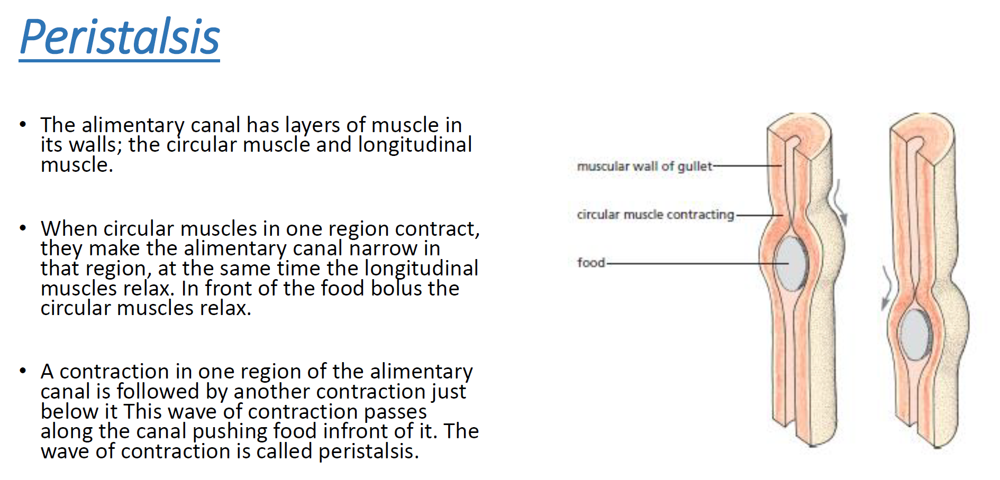 Peristalsis
• The alimentary canal has layers of muscle in
its walls; the circular muscle and longitudinal
muscle.
• When circular muscles in one region contract,
they make the alimentary canal narrow in
that region, at the same time the longitudinal
muscles relax. In front of the food bolus the
circular muscles relax.
• A contraction in one region of the alimentary
canal is followed by another contraction just
below it This wave of contraction passes
along the canal pushing food infront of it. The
wave of contraction is called peristalsis.
muscular wall of gullet
circular muscle contracting
food